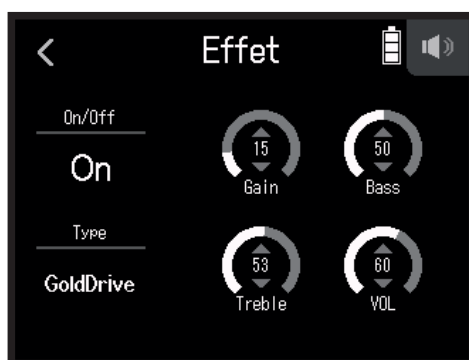 Effet
On/Off
On
15
Gain
50
Bass
Type
GoldDrive
53
Treble
60
VOL